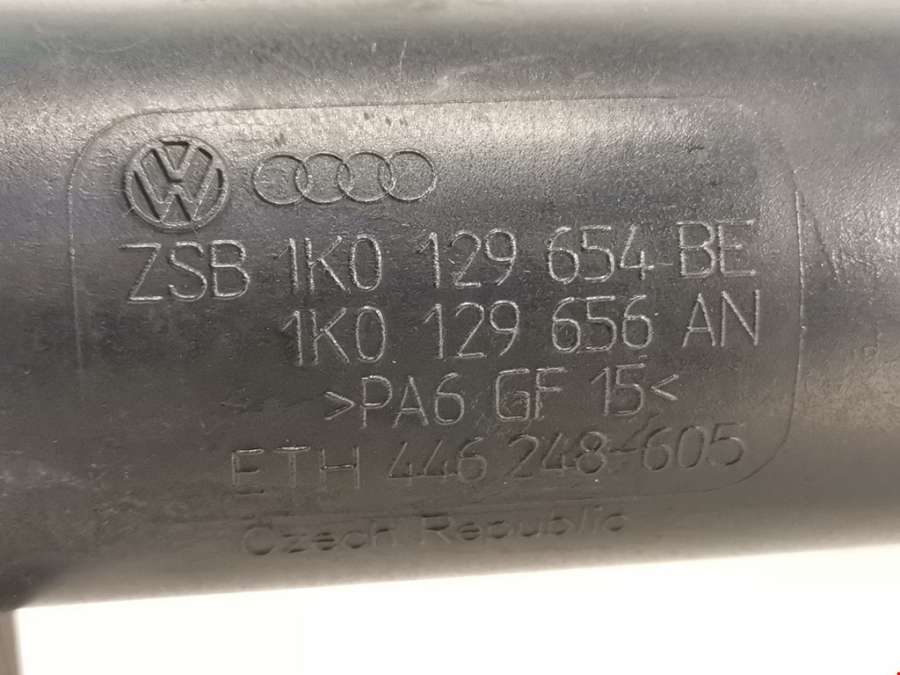 ZSB 1K0 129 654 BE
1K0 129 656 AN
>PA6 GF 15<
ETH 446 248-605
Czech Republic